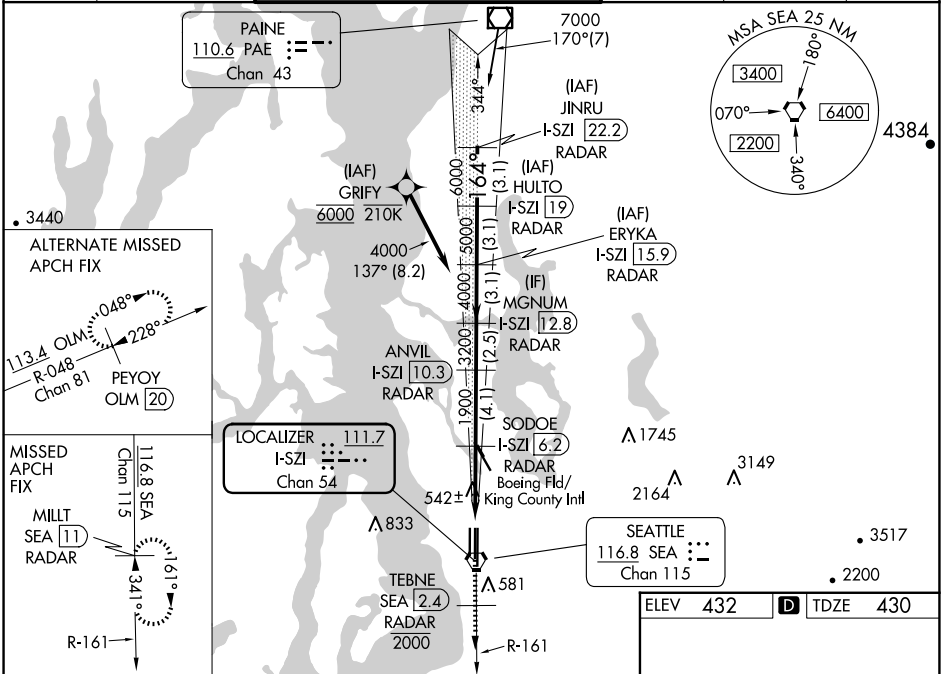 PAINE
110.6 PAE
Chan 43
7000
170°(7)
344°
(IAF)
JINRU
I-SZI 22.2
RADAR
164°
6000
(3.1)
(IAF)
HULTO
I-SZI 19
RADAR
(IAF)
GRIFY
6000 210K
4000
137° (8.2)
5000
(3.1)
(IAF)
ERYKA
I-SZI 15.9
RADAR
4000
(3.1)
(IF)
MGNUM
I-SZI 12.8
RADAR
3200
(2.5)
ANVIL
I-SZI 10.3
RADAR
1900
(4.1)
SODOE
I-SZI 6.2
RADAR
Boeing Fld/
King County Intl
LOCALIZER 111.7
I-SZI
Chan 54
542±
833
1745
2164
3149
3517
2200
581
SEATTLE
116.8 SEA
Chan 115
TEBNE
SEA 2.4
RADAR
2000
R-161
MSA SEA 25 NM
180°
3400
070°
6400
2200
340°
4384
3440
ALTERNATE MISSED
APCH FIX
048°
228°
113.4 OLM
R-048
Chan 81
PEYOY
OLM 20
MISSED
APCH
FIX
116.8 SEA
Chan 115
MILLT
SEA 11
RADAR
161°
341°
R-161
ELEV 432 D TDZE 430